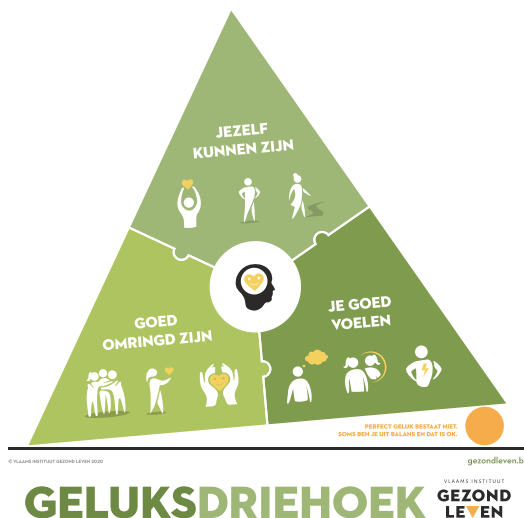 JEZELF
KUNNEN ZIJN
GOED
OMRINGD ZIJN
JE GOED
VOELEN
PERFECT GELUK BESTAAT NIET.
SOMS BEN JE UIT BALANS EN DAT IS OK.
© VLAAMS INSTITUUT GEZOND LEVEN 2020
gezondleven.b
GELUKSDRIEHOEK
VLAAMS INSTITUUT
GEZOND
LEVEN